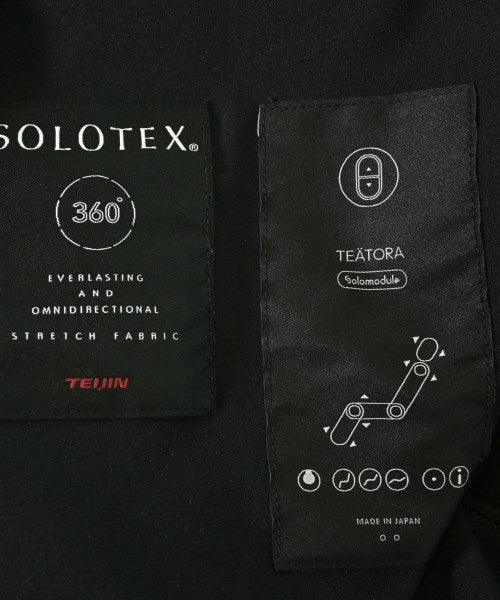 SOLOTEX®
360°
EVERLASTING
AND
OMNIDIRECTIONAL
STRETCH FABRIC
TEIJIN
TEÄTORA
Solomodule
i
MADE IN JAPAN